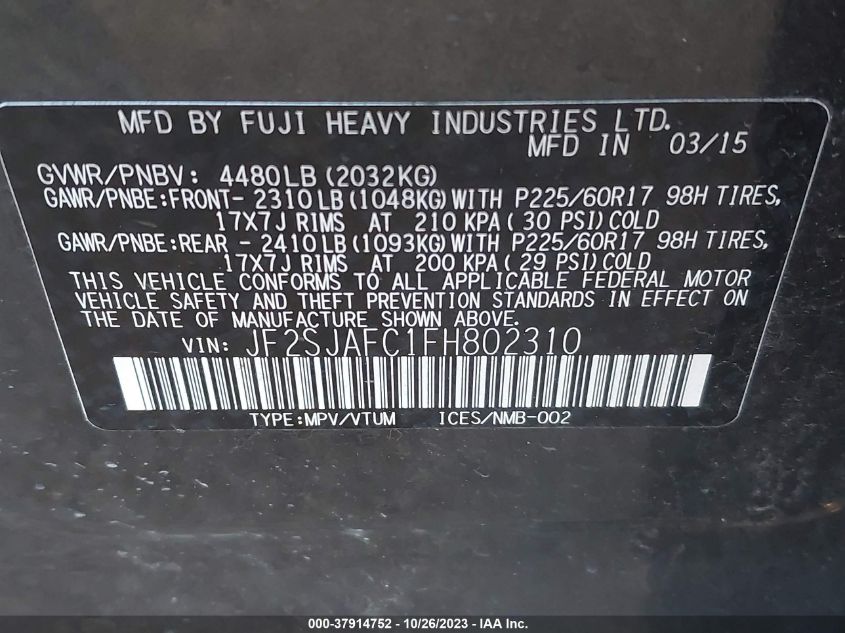 MFD BY FUJI HEAVY INDUSTRIES LTD.
MFD IN 03/15
GVWR/PNBV: 4480LB (2032KG)
GAWR/PNBE:FRONT- 2310LB(1048KG)WITH P225/60R17 98H TIRES,
17X7J RIMS AT 210 KPA(30 PSI)COLD
GAWR/PNBE:REAR - 2410LB(1093KG)WITH P225/60R17 98H TIRES,
17X7J RIMS AT 200 KPA(29 PSI)COLD
THIS VEHICLE CONFORMS TO ALL APPLICABLE FEDERAL MOTOR
VEHICLE SAFETY AND THEFT PREVENTION STANDARDS IN EFFECT ON
THE DATE OF MANUFACTURE SHOWN ABOVE.
VIN: JF2SJAFC1FH802310
TYPE:MPV/VTUM ICES/NMB-002
000-37914752 - 10/26/2023 - IAA Inc.